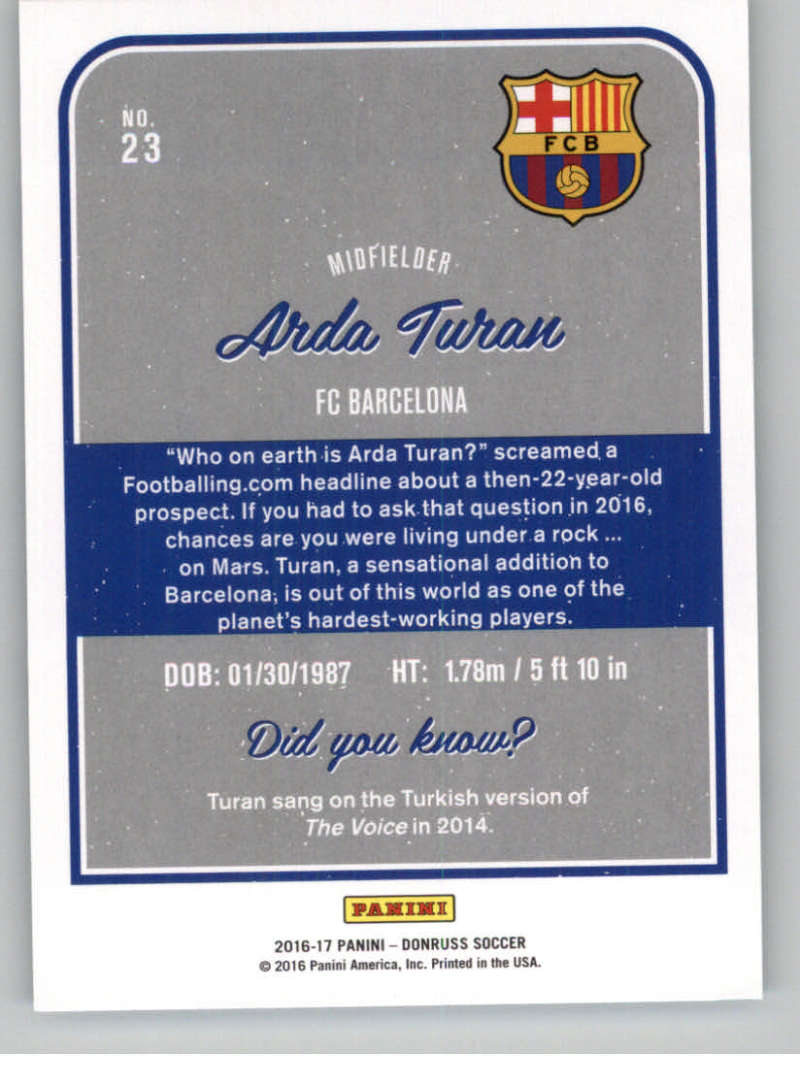 NO.
23
FCB
MIDFIELDER
Arda Turan
FC BARCELONA
“Who on earth is Arda Turan?” screamed a
Footballing.com headline about a then-22-year-old
prospect. If you had to ask that question in 2016,
chances are you were living under a rock ...
on Mars. Turan, a sensational addition to
Barcelona, is out of this world as one of the
planet’s hardest-working players.
DOB: 01/30/1987 HT: 1.78m / 5 ft 10 in
Did you know?
Turan sang on the Turkish version of
The Voice in 2014.
PANINI
2016-17 PANINI – DONRUSS SOCCER
© 2016 Panini America, Inc. Printed in the USA.